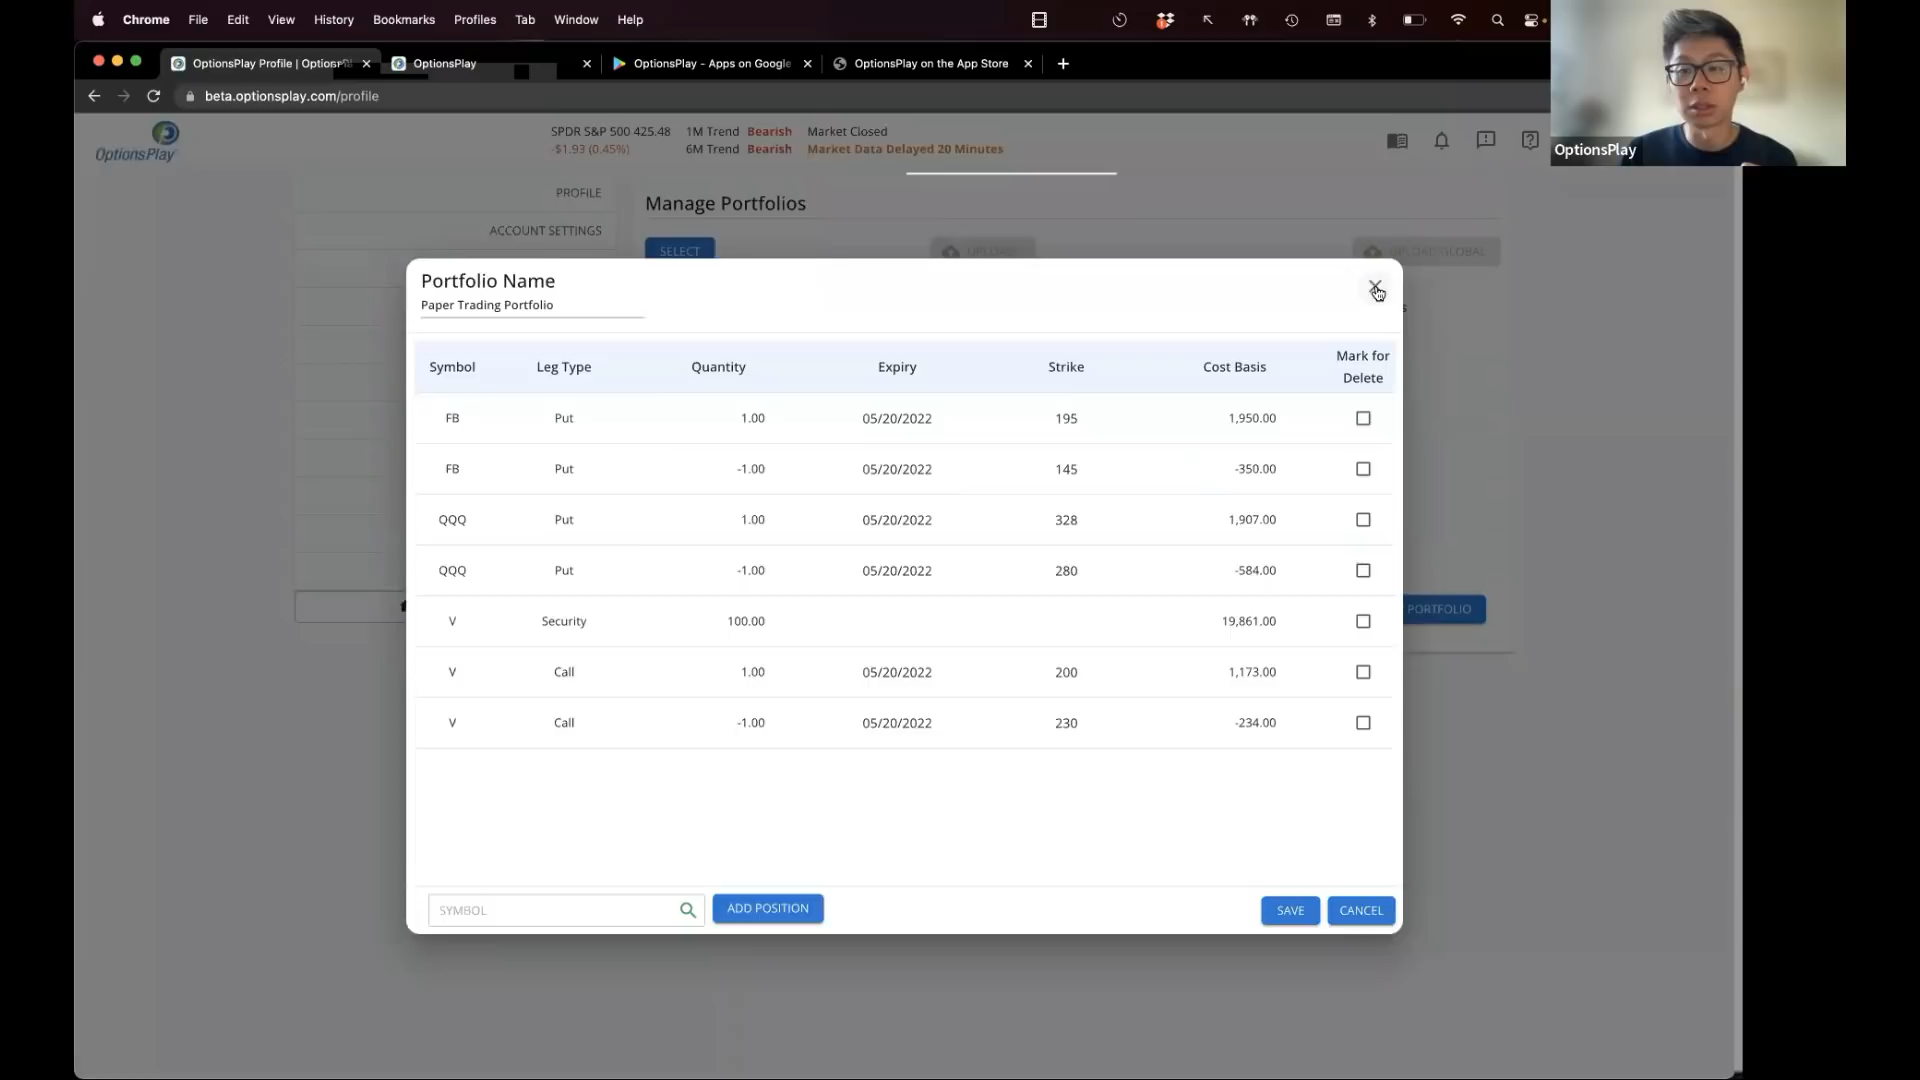 Chrome File Edit View History Bookmarks Profiles Tab Window Help
OptionsPlay Profile | OptionsPl OptionsPlay OptionsPlay - Apps on Google OptionsPlay on the App Store
beta.optionsplay.com/profile
OptionsPlay
SPDR S&P 500 425.48 1M Trend Bearish Market Closed
-$1.93 (0.45%) 6M Trend Bearish Market Data Delayed 20 Minutes
OptionsPlay
PROFILE
ACCOUNT SETTINGS
Manage Portfolios
SELECT UPLOAD UPLOAD GLOBAL
Portfolio Name
Paper Trading Portfolio
Symbol Leg Type Quantity Expiry Strike Cost Basis Mark for Delete
FB Put 1.00 05/20/2022 195 1,950.00
FB Put -1.00 05/20/2022 145 -350.00
QQQ Put 1.00 05/20/2022 328 1,907.00
QQQ Put -1.00 05/20/2022 280 -584.00
V Security 100.00 19,861.00
V Call 1.00 05/20/2022 200 1,173.00
V Call -1.00 05/20/2022 230 -234.00
PORTFOLIO
SYMBOL ADD POSITION SAVE CANCEL